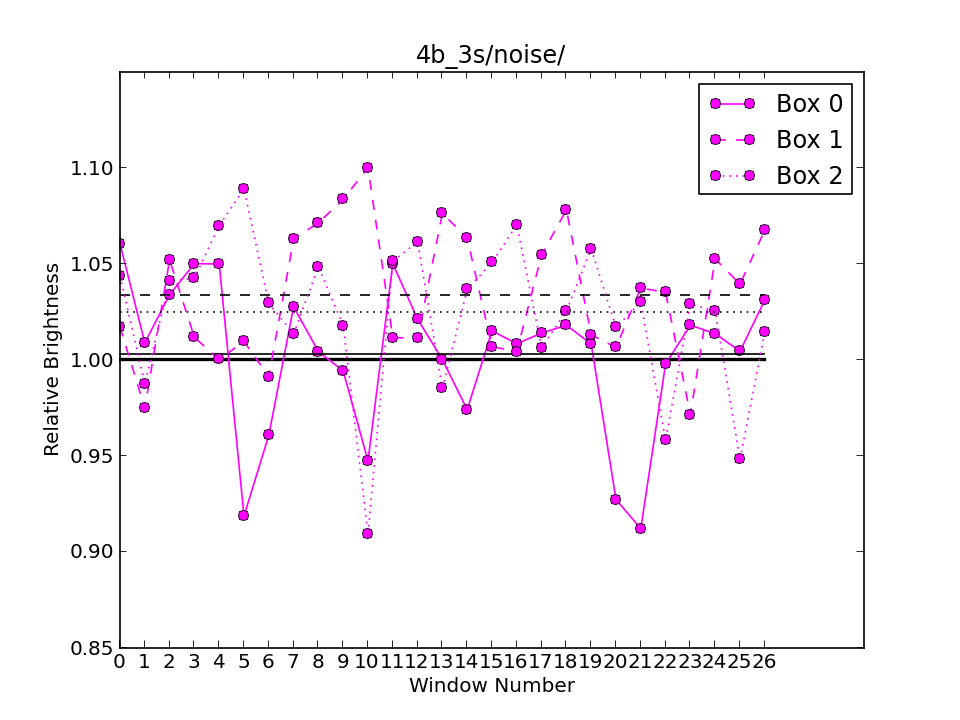 4b_3s/noise/
Box 0
Box 1
Box 2
Relative Brightness
1.10
1.05
1.00
0.95
0.90
0.85
0 1 2 3 4 5 6 7 8 9 10 11 12 13 14 15 16 17 18 19 20 21 22 23 24 25 26
Window Number